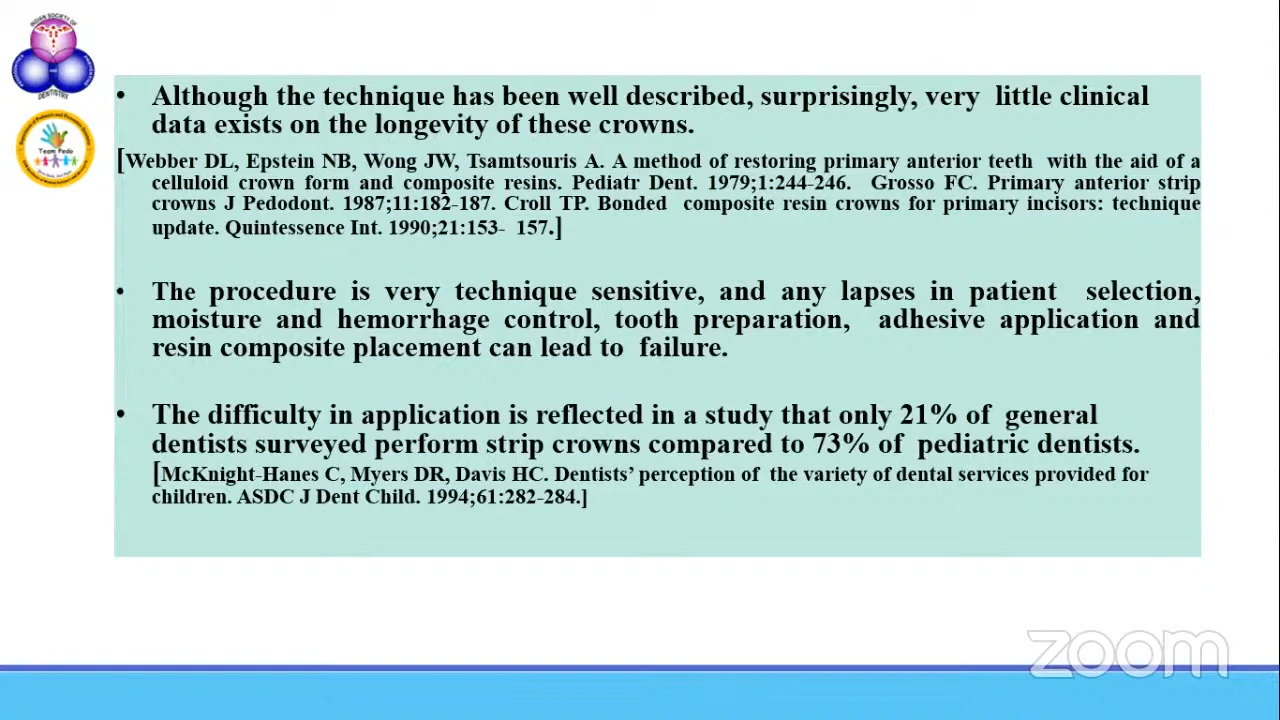 INDIAN SOCIETY OF
DENTISTRY
Team Pedo
• Although the technique has been well described, surprisingly, very little clinical
data exists on the longevity of these crowns.
[Webber DL, Epstein NB, Wong JW, Tsamtsouris A. A method of restoring primary anterior teeth with the aid of a
celluloid crown form and composite resins. Pediatr Dent. 1979;1:244-246. Grosso FC. Primary anterior strip
crowns J Pedodont. 1987;11:182-187. Croll TP. Bonded composite resin crowns for primary incisors: technique
update. Quintessence Int. 1990;21:153- 157.]
• The procedure is very technique sensitive, and any lapses in patient selection,
moisture and hemorrhage control, tooth preparation, adhesive application and
resin composite placement can lead to failure.
• The difficulty in application is reflected in a study that only 21% of general
dentists surveyed perform strip crowns compared to 73% of pediatric dentists.
[McKnight-Hanes C, Myers DR, Davis HC. Dentists' perception of the variety of dental services provided for
children. ASDC J Dent Child. 1994;61:282-284.]
zoom